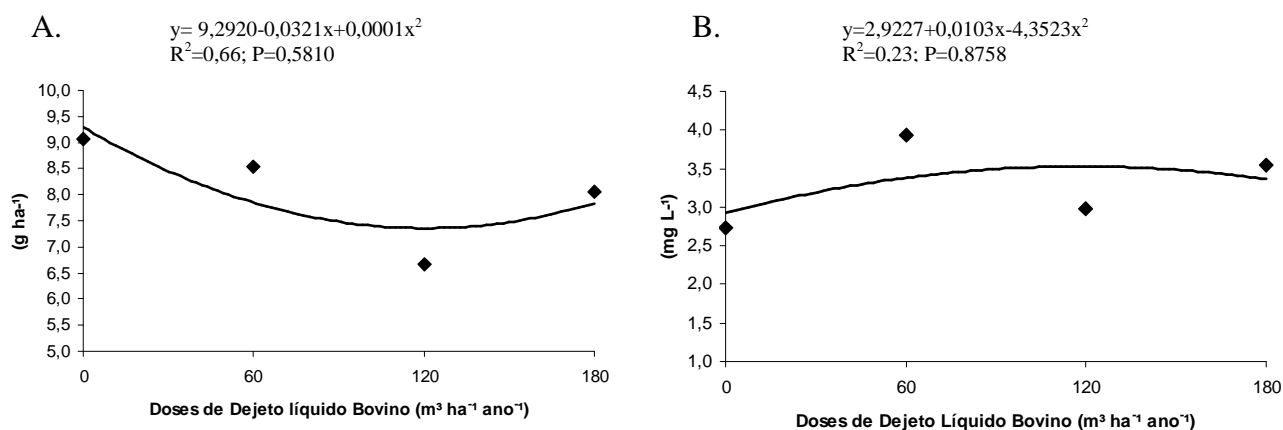 A.
y= 9,2920-0,0321x+0,0001x²
R²=0,66; P=0,5810
10,0
9,5
9,0
8,5
8,0
7,5
7,0
6,5
6,0
5,5
5,0
(g ha-¹)
0 60 120 180
Doses de Dejeto líquido Bovino (m³ ha⁻¹ ano⁻¹)
B.
y=2,9227+0,0103x-4,3523x²
R²=0,23; P=0,8758
4,5
4,0
3,5
3,0
2,5
2,0
1,5
1,0
(mg L-¹)
0 60 120 180
Doses de Dejeto Líquido Bovino (m³ ha⁻¹ ano⁻¹)